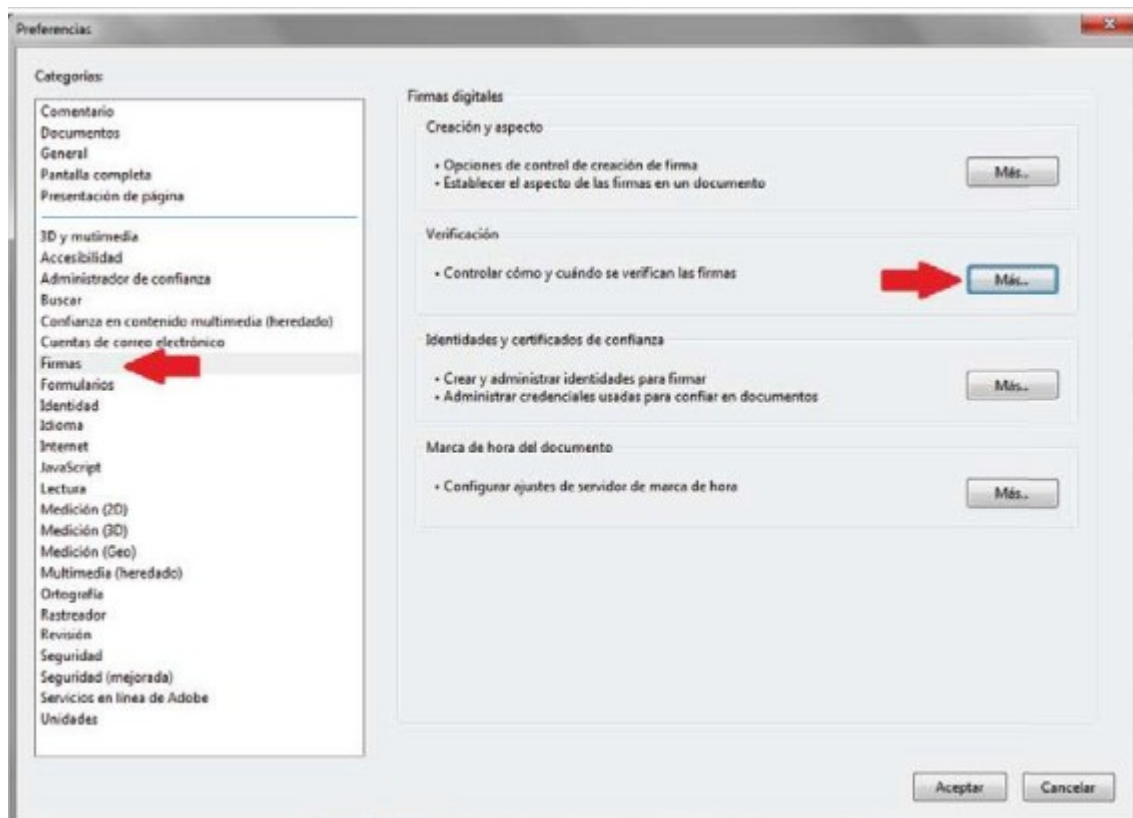 Preferencias
Categorías:
Comentario
Documentos
General
Pantalla completa
Presentación de página
3D y mutimedia
Accesibilidad
Administrador de confianza
Buscar
Confianza en contenido multimedia (heredado)
Cuentas de correo electrónico
Firmas
Formularios
Identidad
Idioma
Internet
JavaScript
Lectura
Medición (2D)
Medición (3D)
Medición (Geo)
Multimedia (heredado)
Ortografía
Rastreador
Revisión
Seguridad
Seguridad (mejorada)
Servicios en línea de Adobe
Unidades
Firmas digitales
Creación y aspecto
• Opciones de control de creación de firma
• Establecer el aspecto de las firmas en un documento
Más...
Verificación
• Controlar cómo y cuándo se verifican las firmas
Más...
Identidades y certificados de confianza
• Crear y administrar identidades para firmar
• Administrar credenciales usadas para confiar en documentos
Más...
Marca de hora del documento
• Configurar ajustes de servidor de marca de hora
Más...
Aceptar
Cancelar